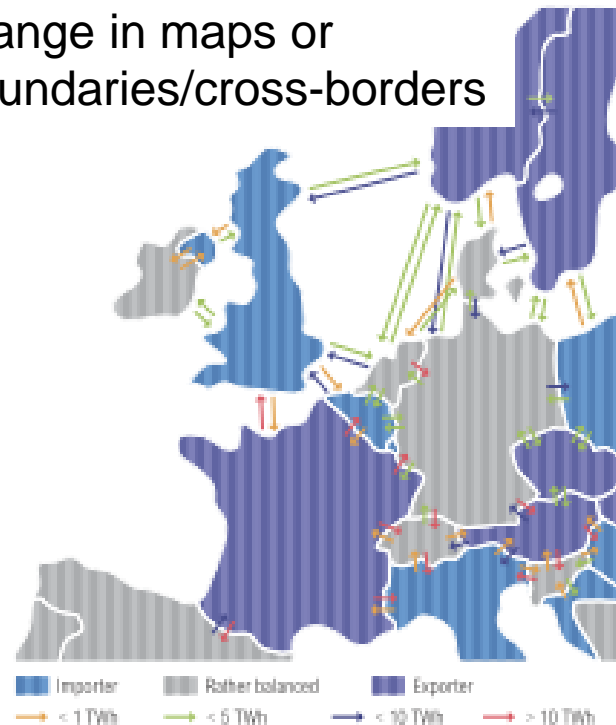 ange in maps or
undaries/cross-borders
Importer Rather balanced Exporter
< 1 TWh < 5 TWh < 10 TWh > 10 TWh